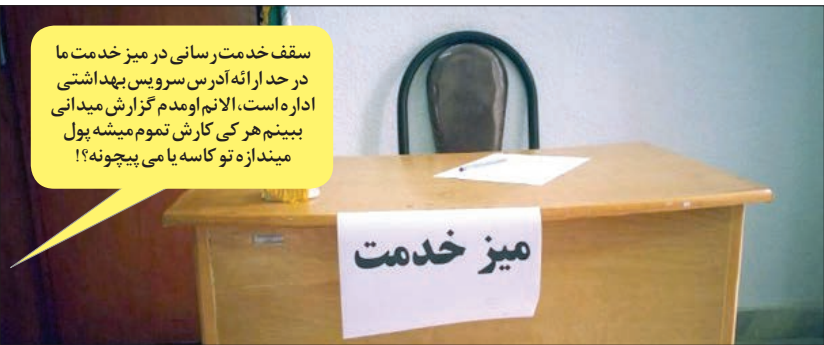 سقف خدمت‌رسانی در میز خدمت ما
در حد ارائه آدرس سرویس بهداشتی
اداره است، الانم اومدم گزارش میدانی
ببینم هر کی کارش تموم میشه پول
میندازه تو کاسه یا می پیچونه؟!
میز خدمت